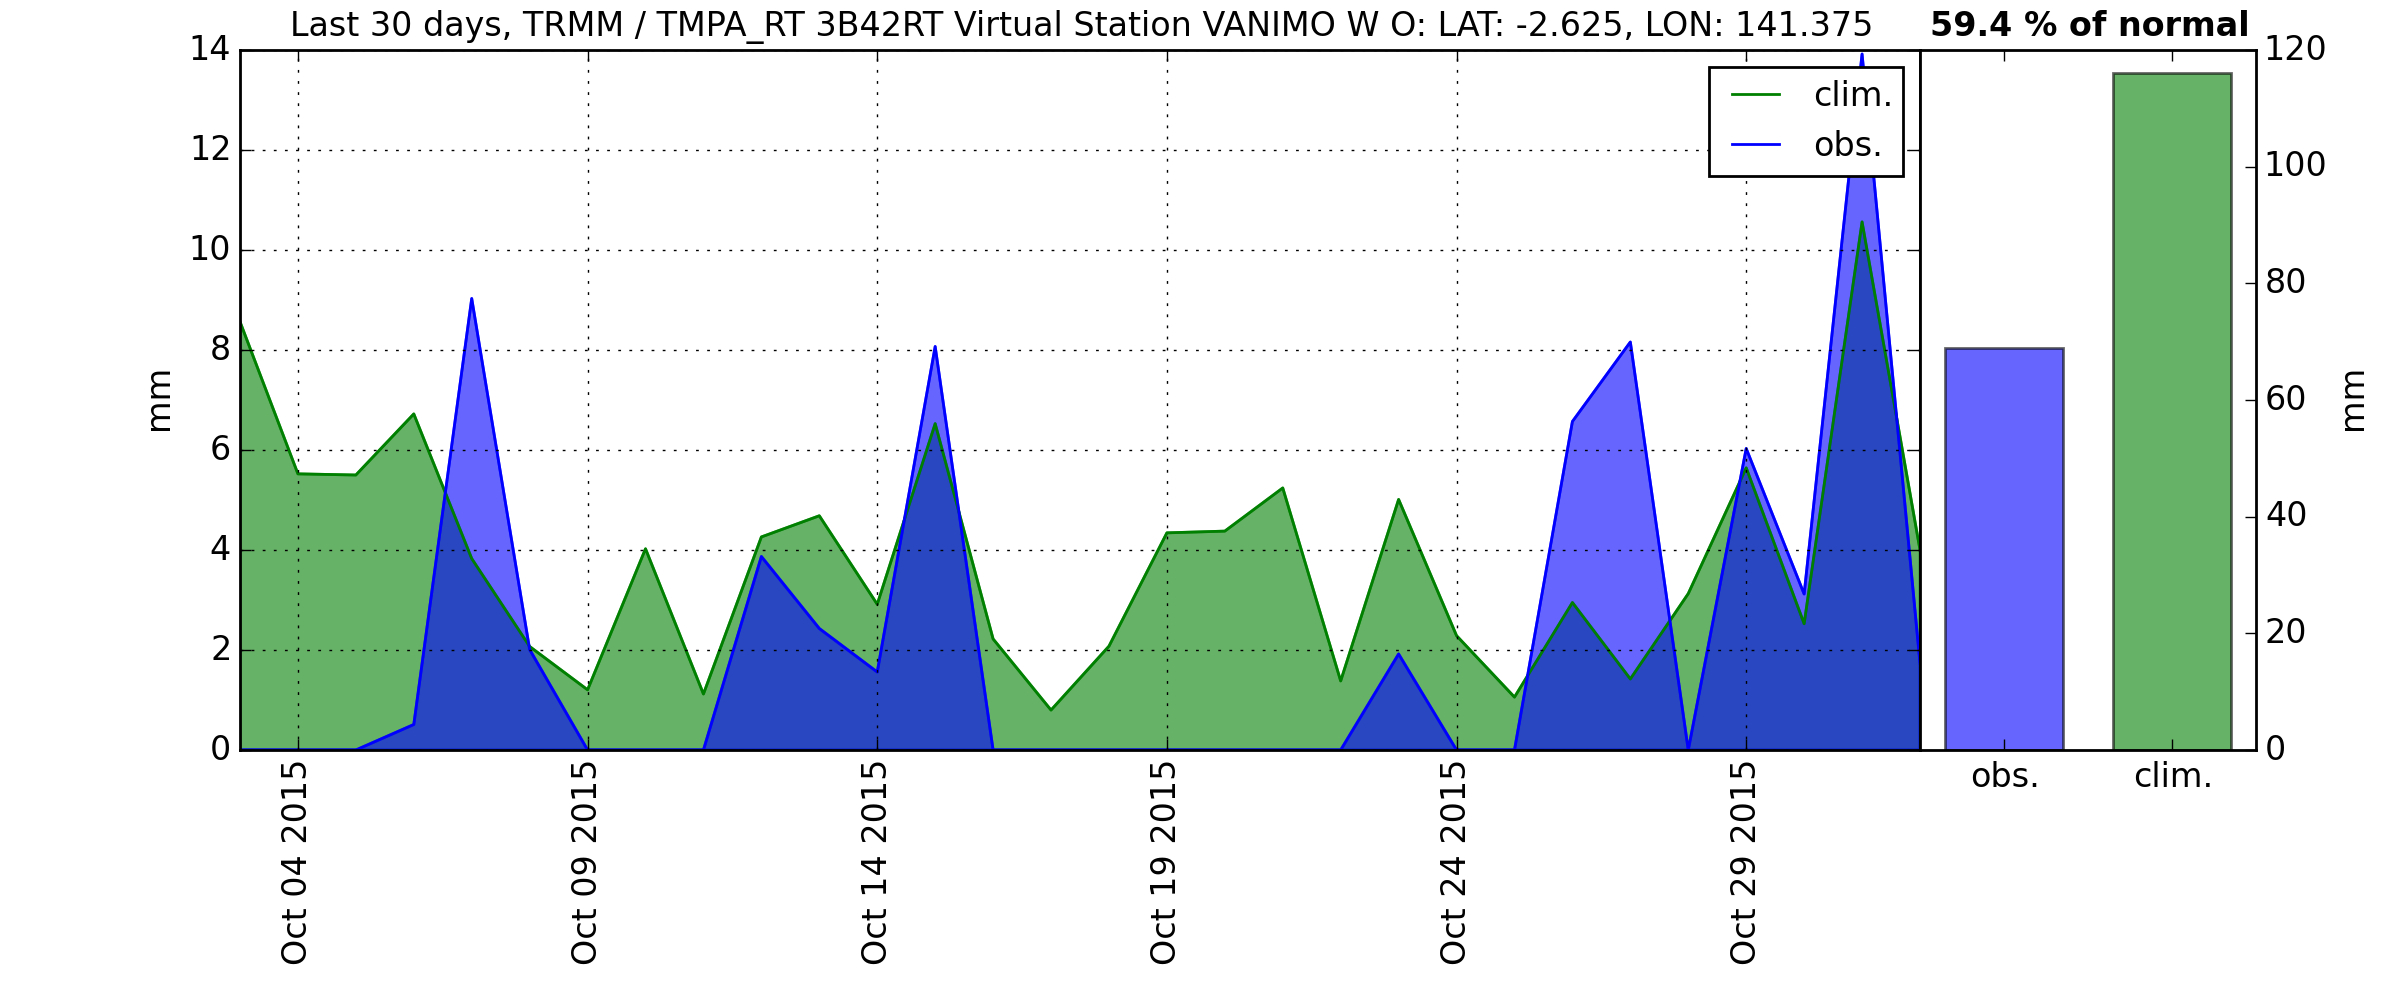 Last 30 days, TRMM / TMPA_RT 3B42RT Virtual Station VANIMO W O: LAT: -2.625, LON: 141.375
59.4 % of normal
14
12
10
8
6
4
2
0
mm
clim.
obs.
Oct 04 2015
Oct 09 2015
Oct 14 2015
Oct 19 2015
Oct 24 2015
Oct 29 2015
obs.
clim.
120
100
80
60
40
20
0
mm